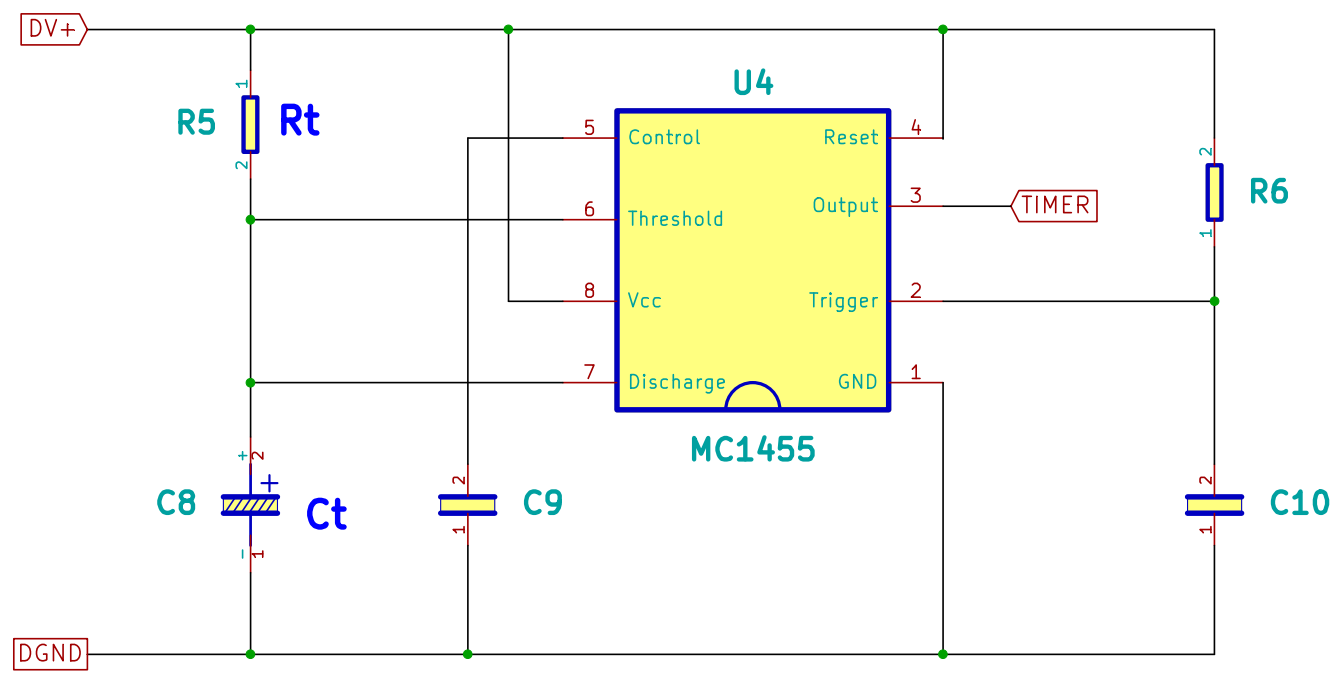 DV+
U4
1
R5
Rt
2
5
Control
Reset
4
6
Threshold
Output
3
TIMER
2
R6
1
8
Vcc
Trigger
2
7
Discharge
GND
1
MC1455
+
2
+
C8
Ct
−
1
2
C9
1
2
C10
1
DGND